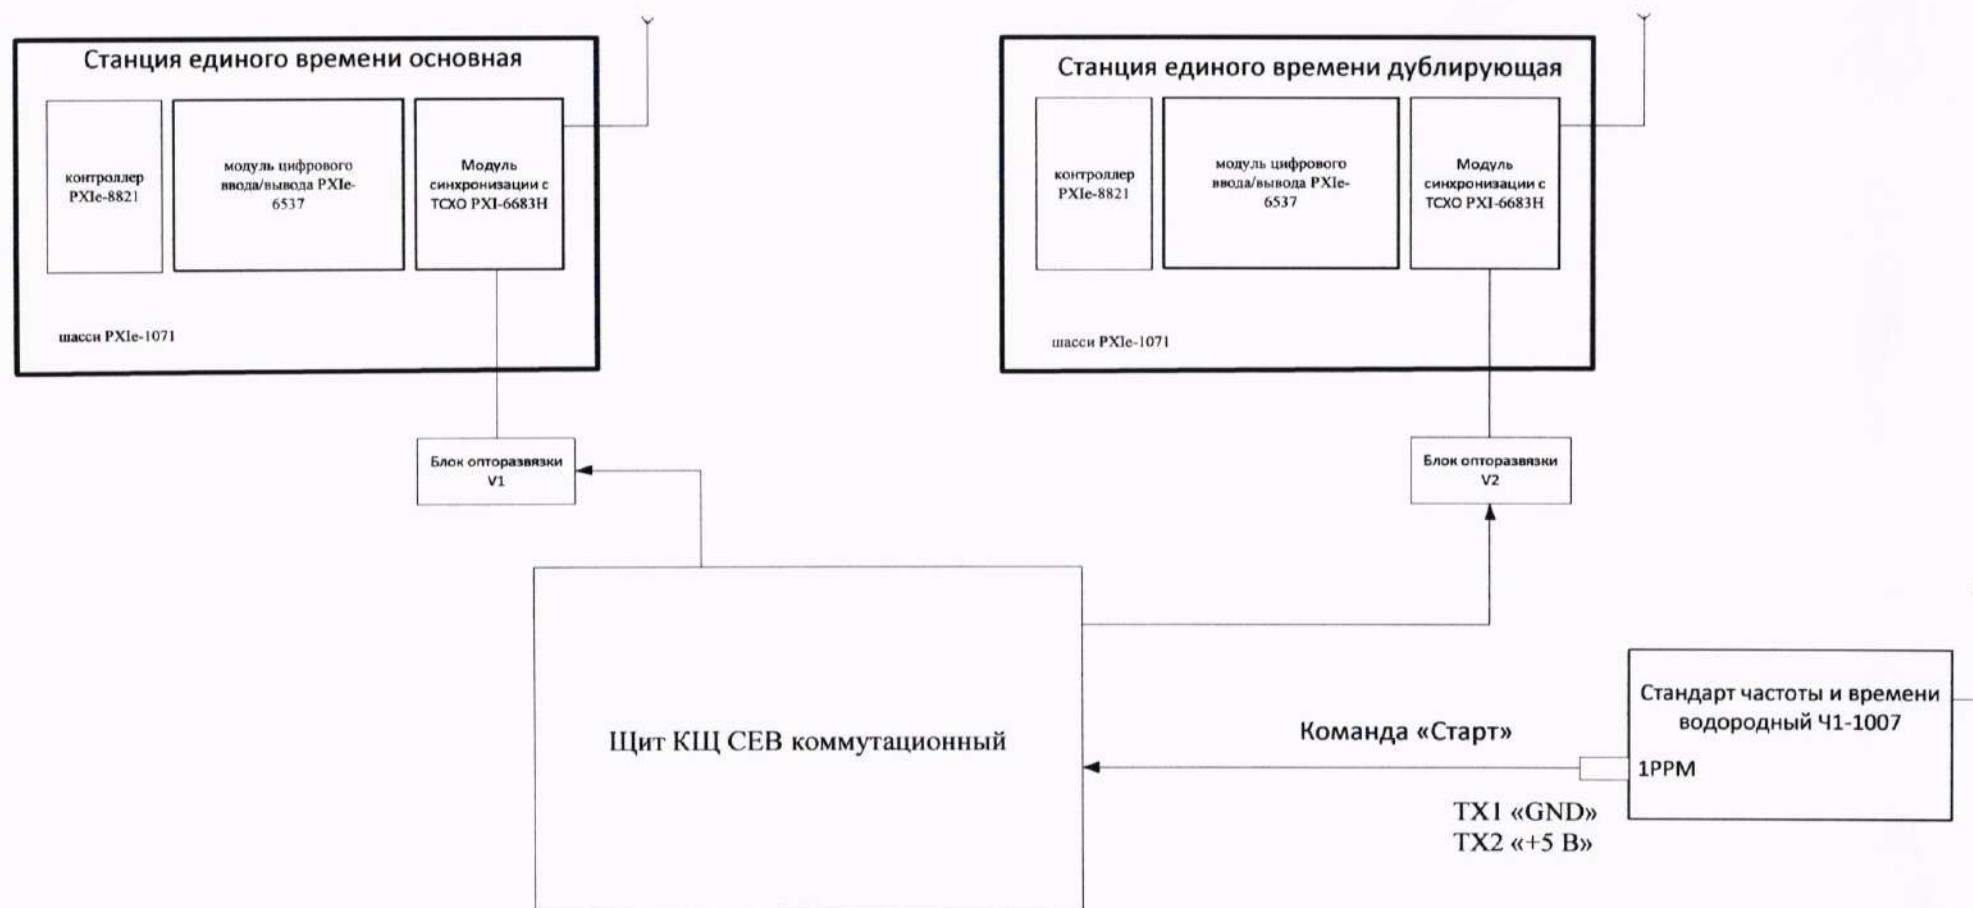 Станция единого времени основная
контроллер
PXIe-8821
модуль цифрового
ввода/вывода PXIe-
6537
Модуль
синхронизации с
TCXO PXI-6683H
шасси PXIe-1071
Станция единого времени дублирующая
контроллер
PXIe-8821
модуль цифрового
ввода/вывода PXIe-
6537
Модуль
синхронизации с
TCXO PXI-6683H
шасси PXIe-1071
Блок опторазвязки
V1
Блок опторазвязки
V2
Щит КЩ СЕВ коммутационный
Команда «Старт»
TX1 «GND»
TX2 «+5 В»
Стандарт частоты и времени
водородный Ч1-1007
1PPM